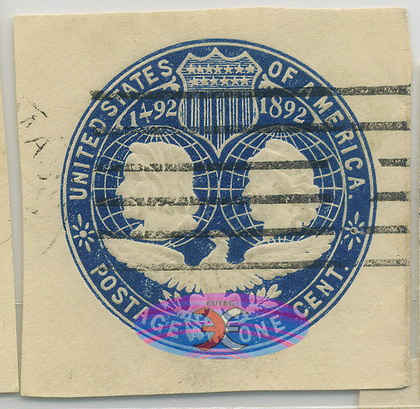 UNITED STATES OF AMERICA
1492 1892
POSTAGE ONE CENT.